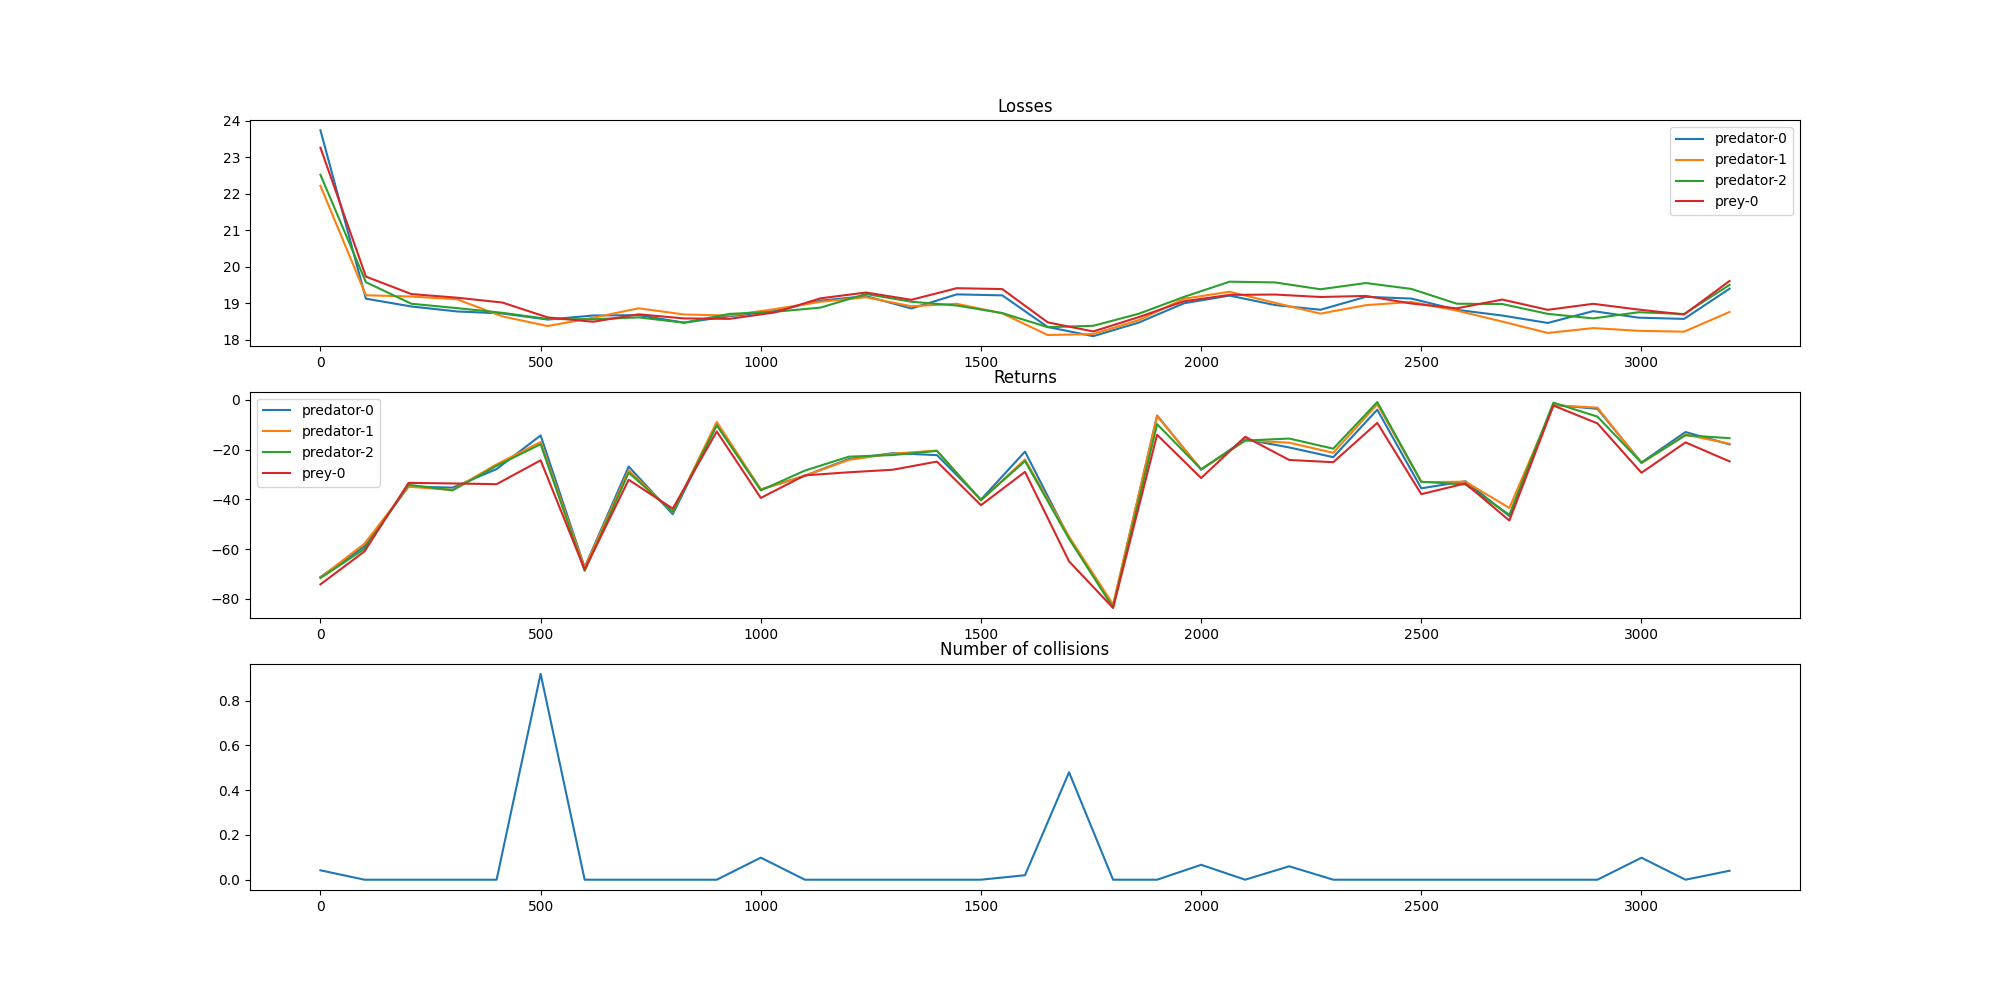 Losses
24
23
22
21
20
19
18
predator-0
predator-1
predator-2
prey-0
0 500 1000 1500 2000 2500 3000
Returns
0
−20
−40
−60
−80
predator-0
predator-1
predator-2
prey-0
0 500 1000 1500 2000 2500 3000
Number of collisions
0.8
0.6
0.4
0.2
0.0
0 500 1000 1500 2000 2500 3000